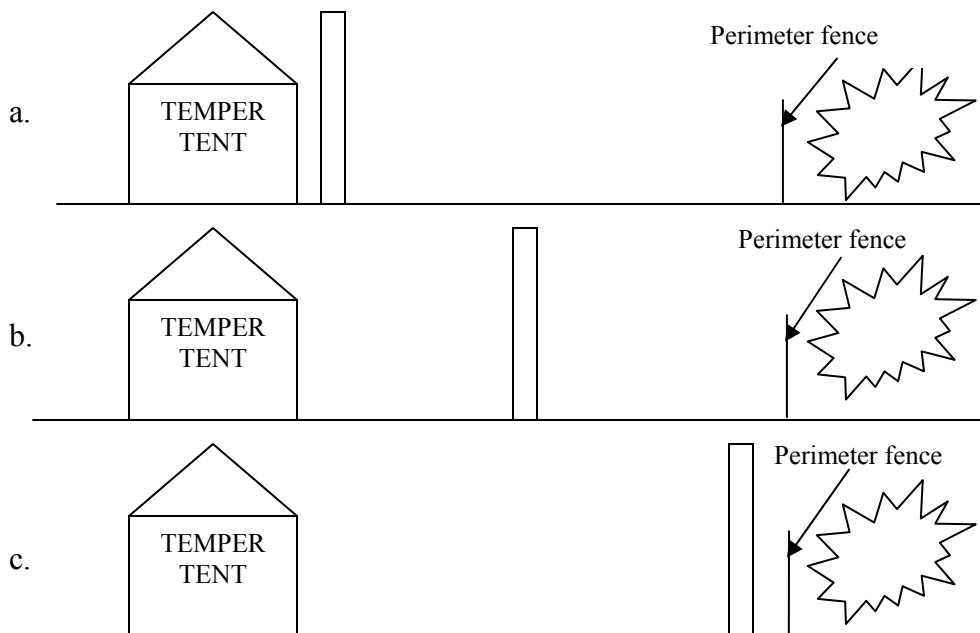 Perimeter fence
a.
TEMPER
TENT
Perimeter fence
b.
TEMPER
TENT
Perimeter fence
c.
TEMPER
TENT